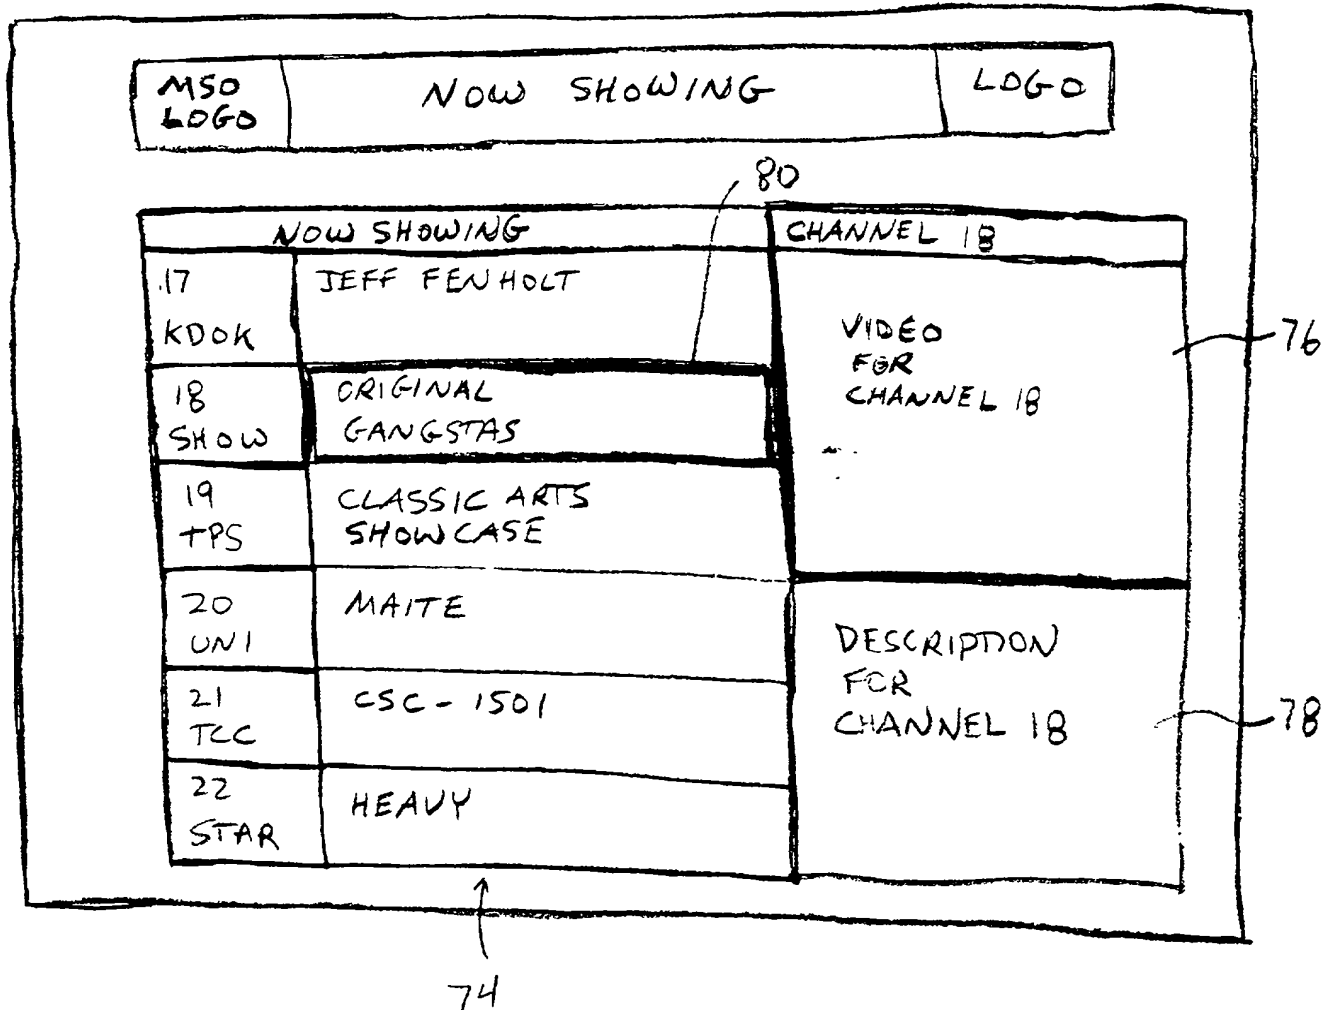 MSO
LOGO
NOW SHOWING
LOGO
80
NOW SHOWING
CHANNEL 18
17
KDOK
JEFF FENHOLT
18
SHOW
ORIGINAL
GANGSTAS
19
TPS
CLASSIC ARTS
SHOWCASE
20
UNI
MAITE
21
TCC
CSC - 1501
22
STAR
HEAVY
VIDEO
FOR
CHANNEL 18
76
DESCRIPTION
FOR
CHANNEL 18
78
74